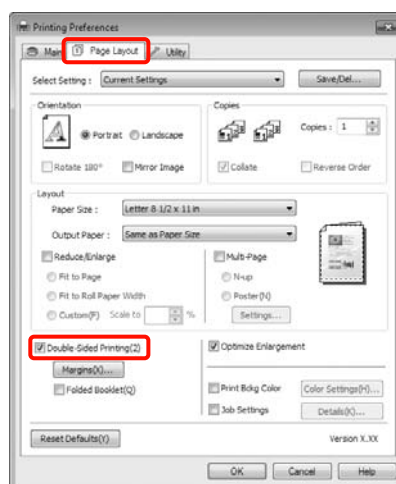 Printing Preferences
Main Page Layout Utility
Select Setting : Current Settings Save/Del...
Orientation Copies
Portrait Landscape Copies : 1
Rotate 180° Mirror Image Collate Reverse Order
Layout
Paper Size : Letter 8 1/2 x 11 in
Output Paper : Same as Paper Size
Reduce/Enlarge Multi-Page
Fit to Page N-up
Fit to Roll Paper Width Poster(N)
Custom(F) Scale to % Settings...
Double-Sided Printing(2) Optimize Enlargement
Margins(X)...
Folded Booklet(Q) Print Bckg Color Color Settings(H)...
Job Settings Details(K)...
Reset Defaults(Y) Version X.XX
OK Cancel Help